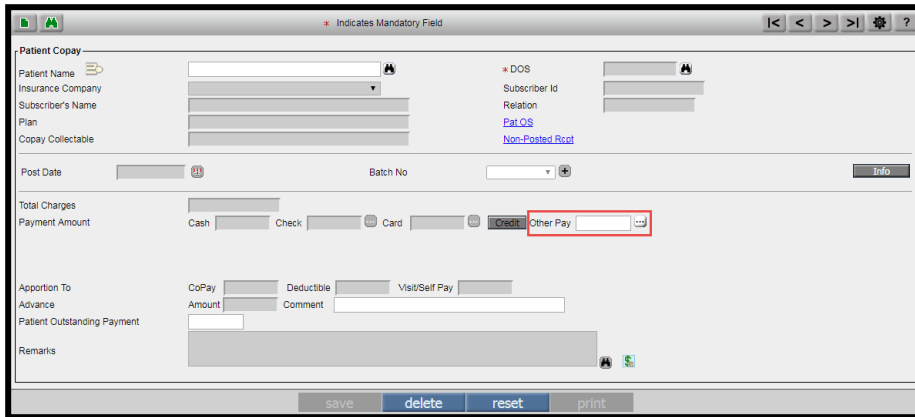 * Indicates Mandatory Field
|< < > >| ?
Patient Copay
Patient Name * DOS
Insurance Company Subscriber Id
Subscriber's Name Relation
Plan Pat OS
Copay Collectable Non-Posted Rcpt
Post Date Batch No Info
Total Charges
Payment Amount Cash Check Card Credit Other Pay
Apportion To CoPay Deductible Visit/Self Pay
Advance Amount Comment
Patient Outstanding Payment
Remarks
save delete reset print